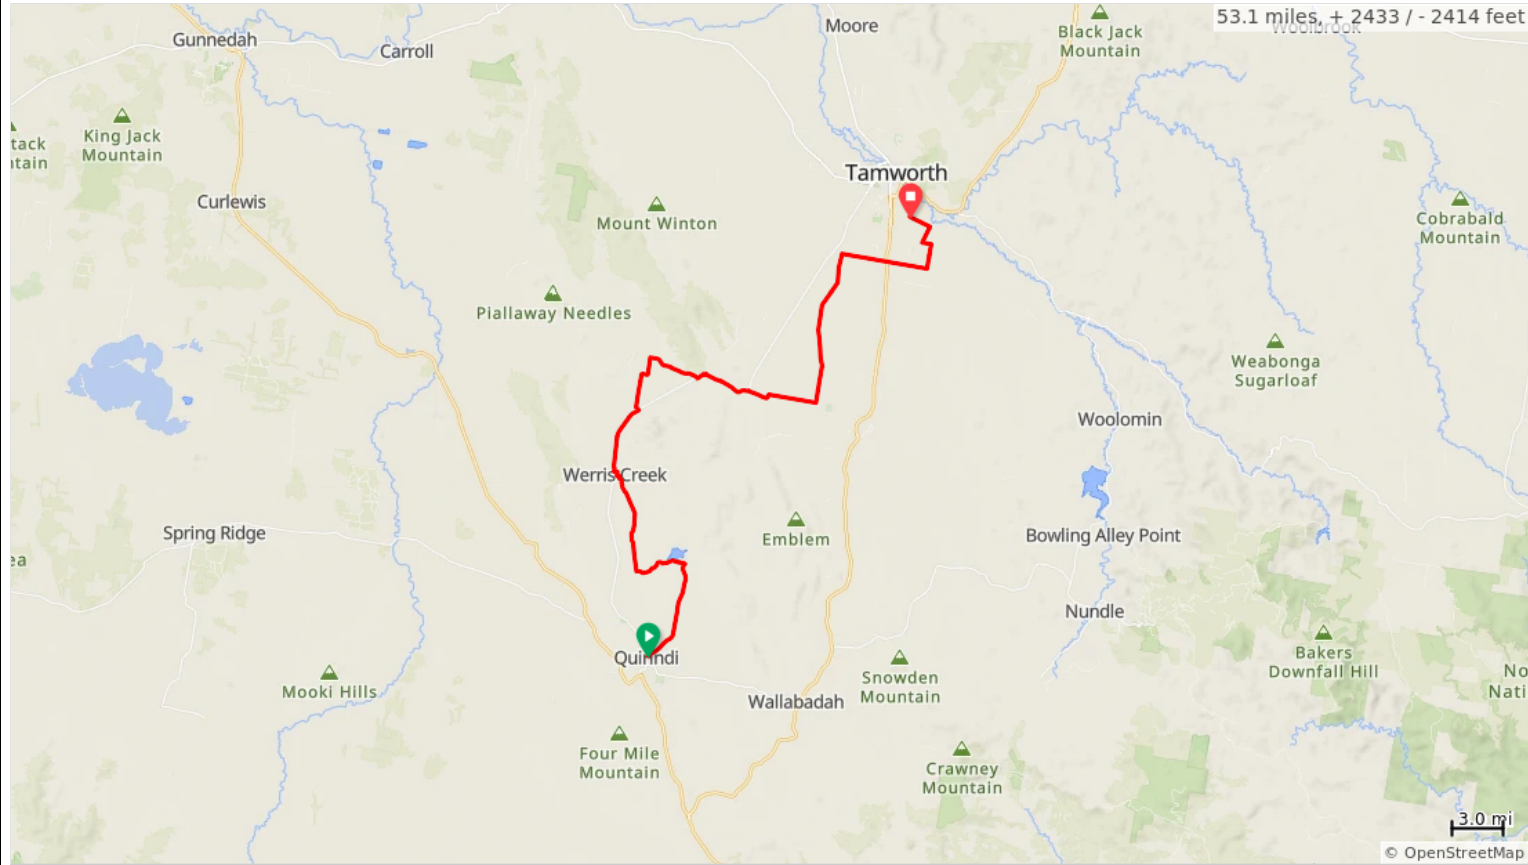 53.1 miles, + 2433 / - 2414 feet
Woolbrook
Moore
Black Jack
Mountain
Gunnedah
Carroll
King Jack
Mountain
tack
ntain
Tamworth
Curlewis
Mount Winton
Cobrabald
Mountain
Piallaway Needles
Weabonga
Sugarloaf
Woolomin
Werris Creek
Spring Ridge
Emblem
Bowling Alley Point
ea
Nundle
Quirindi
Bakers
Downfall Hill
No
Nati
Mooki Hills
Snowden
Mountain
Wallabadah
Four Mile
Mountain
Crawney
Mountain
3.0 mi
© OpenStreetMap